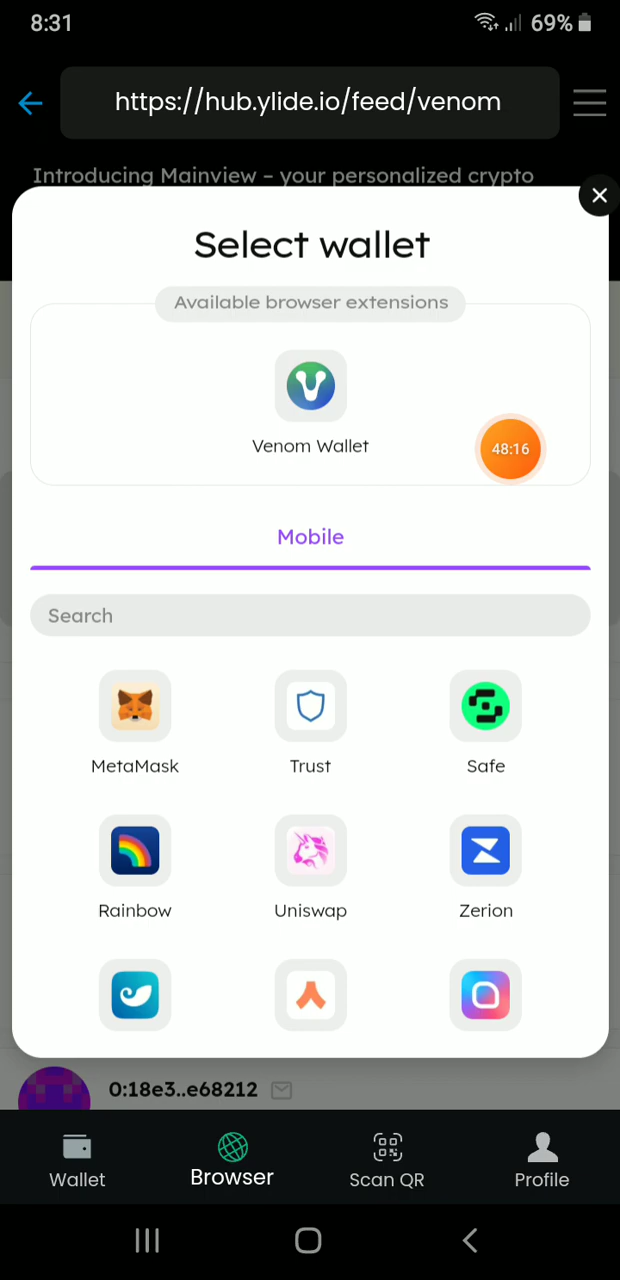 8:31
69%
https://hub.ylide.io/feed/venom
Introducing Mainview – your personalized crypto
Select wallet
Available browser extensions
Venom Wallet
48:16
Mobile
Search
MetaMask Trust Safe
Rainbow Uniswap Zerion
0:18e3..e68212
Wallet Browser Scan QR Profile